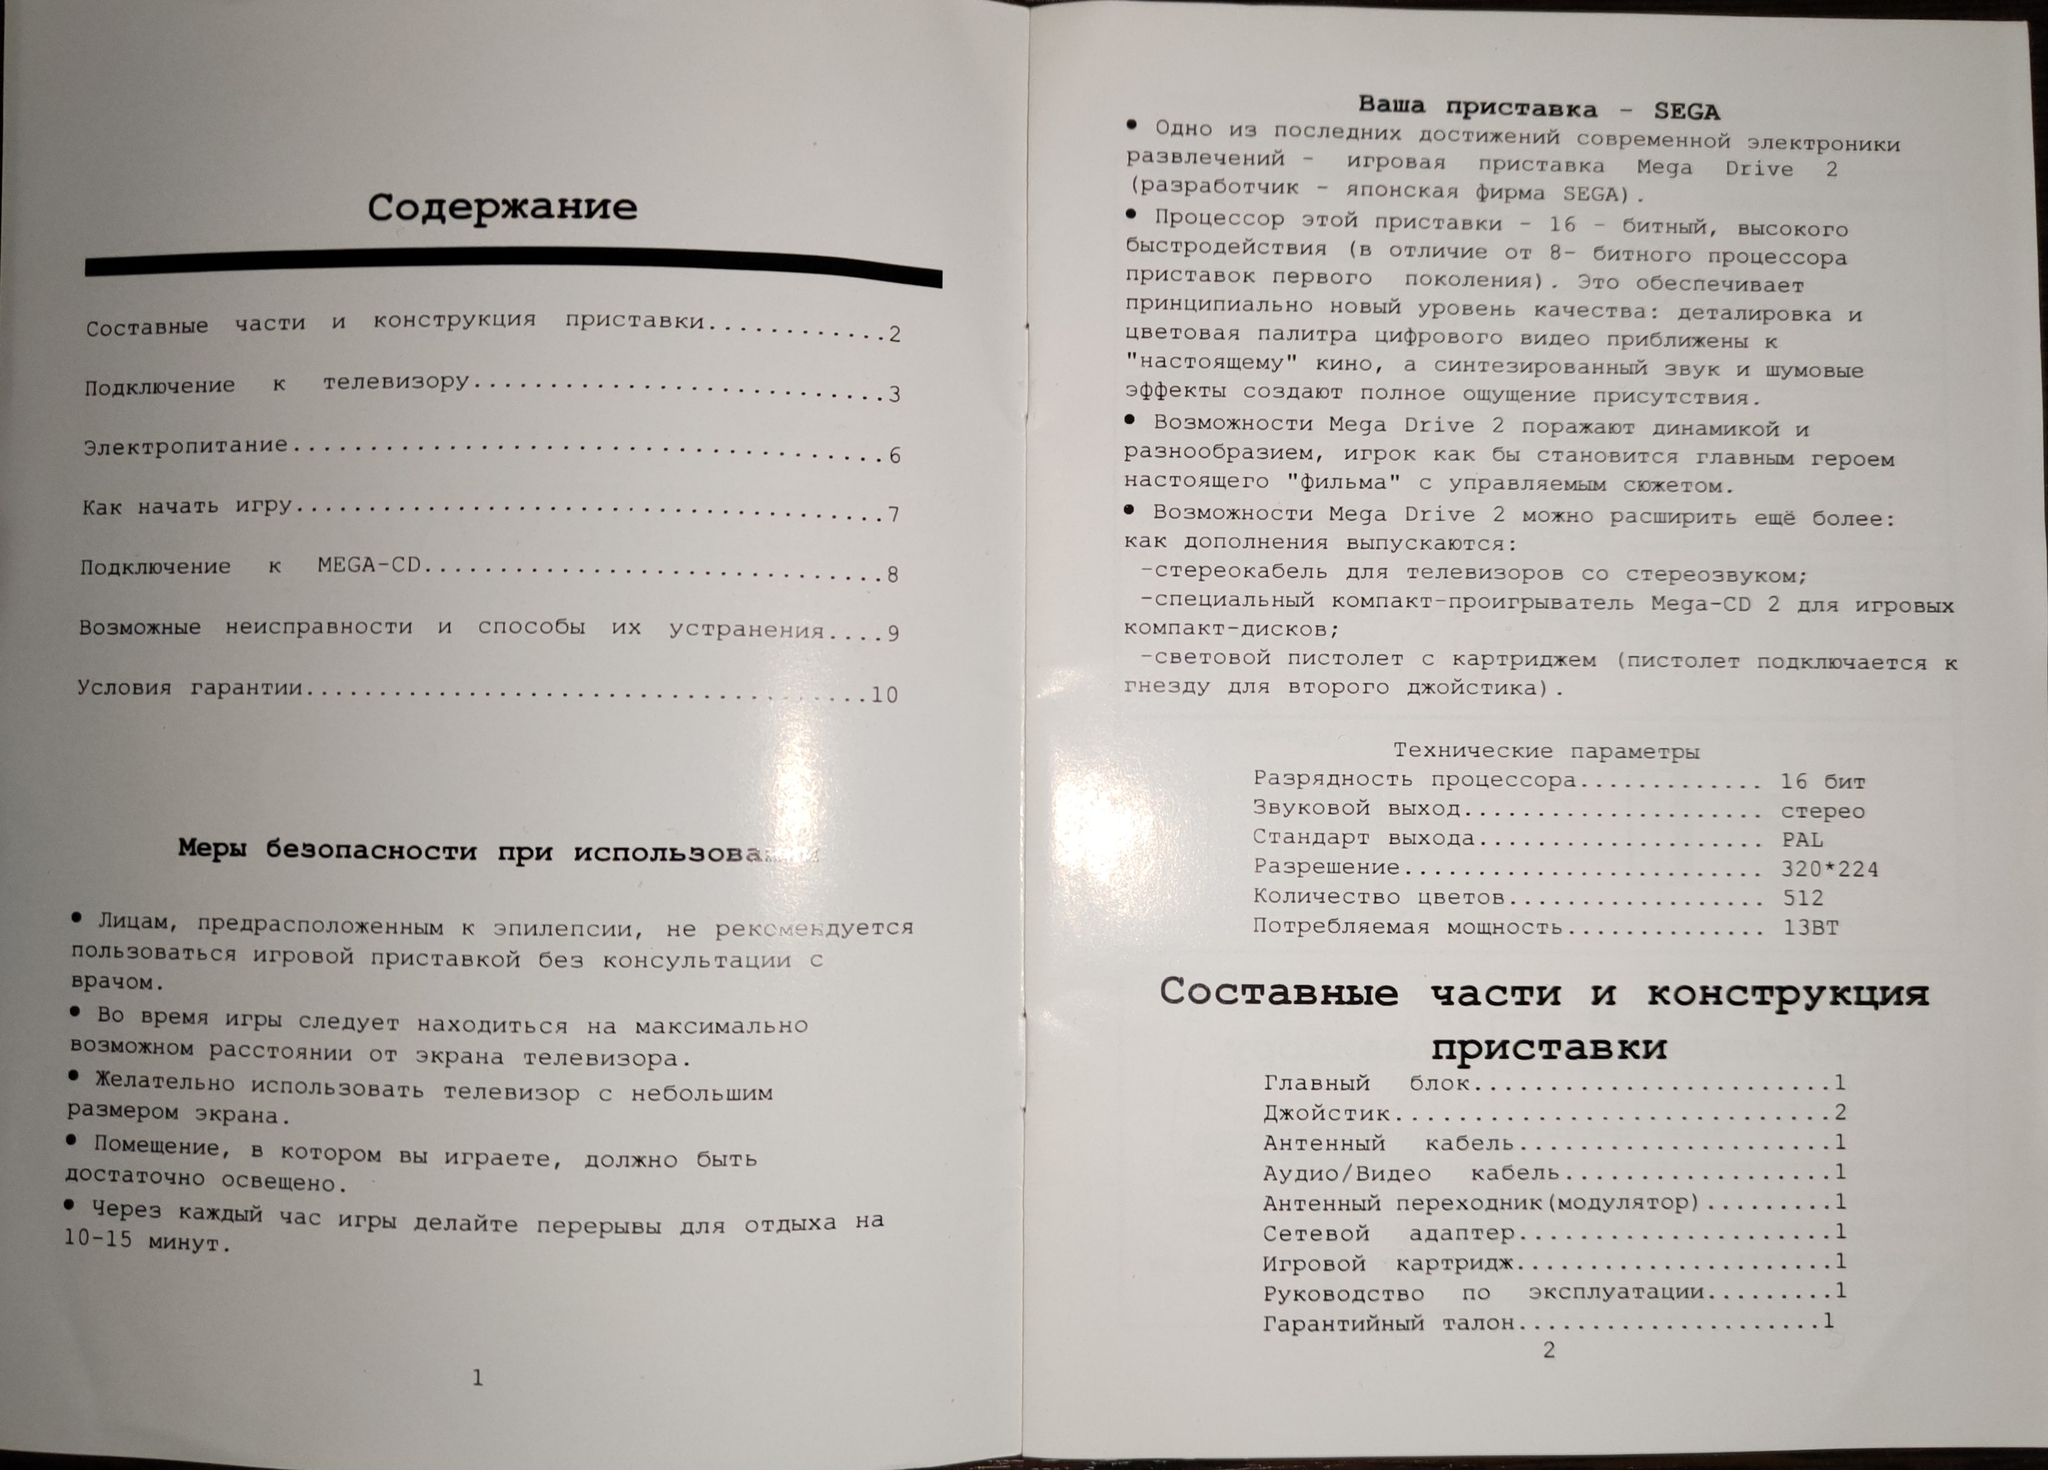 Содержание
Составные части и конструкция приставки............2
Подключение к телевизору...........................3
Электропитание.....................................6
Как начать игру....................................7
Подключение к MEGA-CD..............................8
Возможные неисправности и способы их устранения....9
Условия гарантии..................................10
Меры безопасности при
• Лицам, предрасположенным к эпилепсии, не рекомендуется
пользоваться игровой приставкой без консультации с
врачом.
• Во время игры следует находиться на максимально
возможном расстоянии от экрана телевизора.
• Желательно использовать телевизор с небольшим
размером экрана.
• Помещение, в котором вы играете, должно быть
достаточно освещено.
• Через каждый час игры делайте перерывы для отдыха на
10-15 минут.
1
Ваша приставка - SEGA
• Одно из последних достижений современной электроники
развлечений - игровая приставка Mega Drive 2
(разработчик - японская фирма SEGA).
• Процессор этой приставки - 16 - битный, высокого
быстродействия (в отличие от 8- битного процессора
приставок первого поколения). Это обеспечивает
принципиально новый уровень качества: деталировка и
цветовая палитра цифрового видео приближены к
"настоящему" кино, а синтезированный звук и шумовые
эффекты создают полное ощущение присутствия.
• Возможности Mega Drive 2 поражают динамикой и
разнообразием, игрок как бы становится главным героем
настоящего "фильма" с управляемым сюжетом.
• Возможности Mega Drive 2 можно расширить ещё более:
как дополнения выпускаются:
-стереокабель для телевизоров со стереозвуком;
-специальный компакт-проигрыватель Mega-CD 2 для игровых
компакт-дисков;
-световой пистолет с картриджем (пистолет подключается к
гнезду для второго джойстика).
Технические параметры
Разрядность процессора............. 16 бит
Звуковой выход..................... стерео
Стандарт выхода.................... PAL
Разрешение......................... 320*224
Количество цветов.................. 512
Потребляемая мощность.............. 13ВТ
Составные части и конструкция
приставки
Главный блок.........................1
Джойстик..............................2
Антенный кабель......................1
Аудио/Видео кабель...................1
Антенный переходник(модулятор).........1
Сетевой адаптер......................1
Игровой картридж......................1
Руководство по эксплуатации.........1
Гарантийный талон.....................1
2